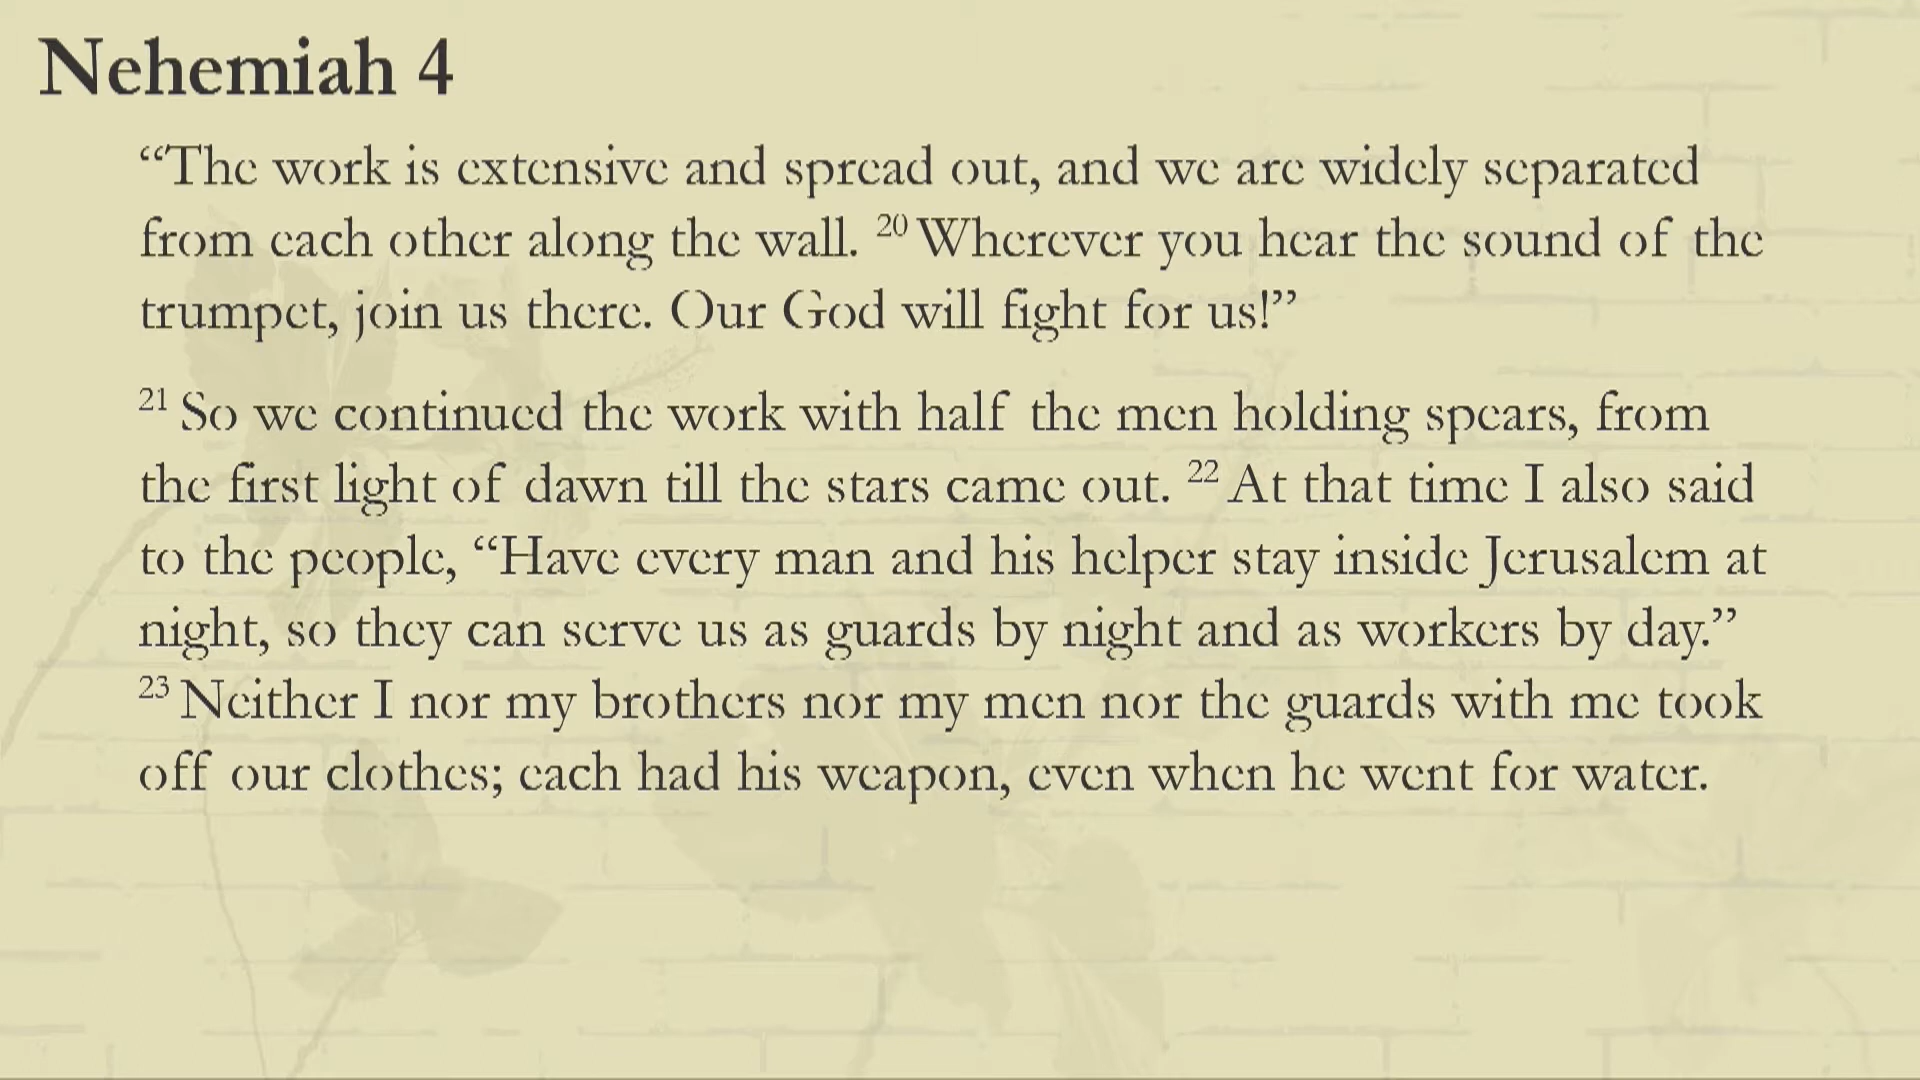 Nehemiah 4
“The work is extensive and spread out, and we are widely separated
from each other along the wall. 20 Wherever you hear the sound of the
trumpet, join us there. Our God will fight for us!”
21 So we continued the work with half the men holding spears, from
the first light of dawn till the stars came out. 22 At that time I also said
to the people, “Have every man and his helper stay inside Jerusalem at
night, so they can serve us as guards by night and as workers by day.”
23 Neither I nor my brothers nor my men nor the guards with me took
off our clothes; each had his weapon, even when he went for water.